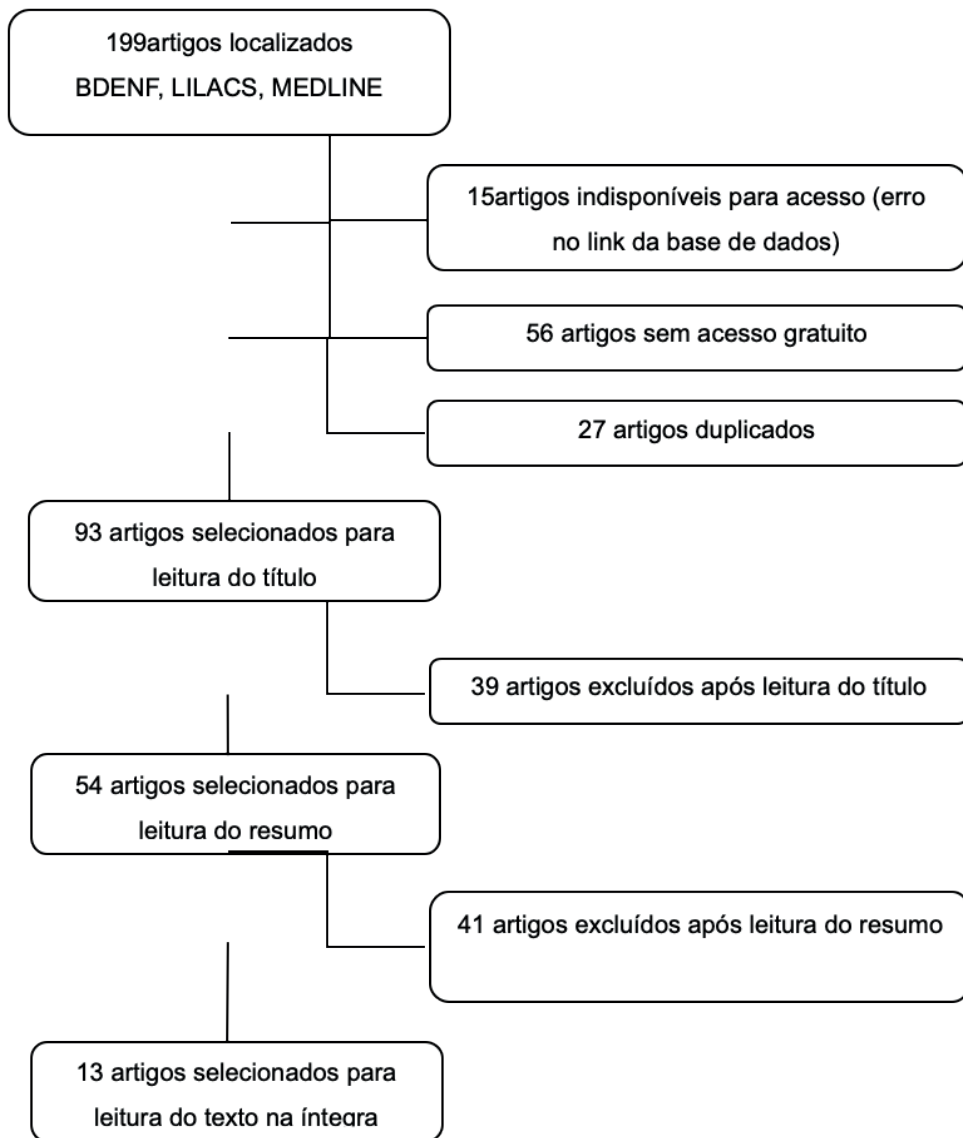 199artigos localizados
BDENF, LILACS, MEDLINE
15artigos indisponíveis para acesso (erro
no link da base de dados)
56 artigos sem acesso gratuito
27 artigos duplicados
93 artigos selecionados para
leitura do título
39 artigos excluídos após leitura do título
54 artigos selecionados para
leitura do resumo
41 artigos excluídos após leitura do resumo
13 artigos selecionados para
leitura do texto na íntegra